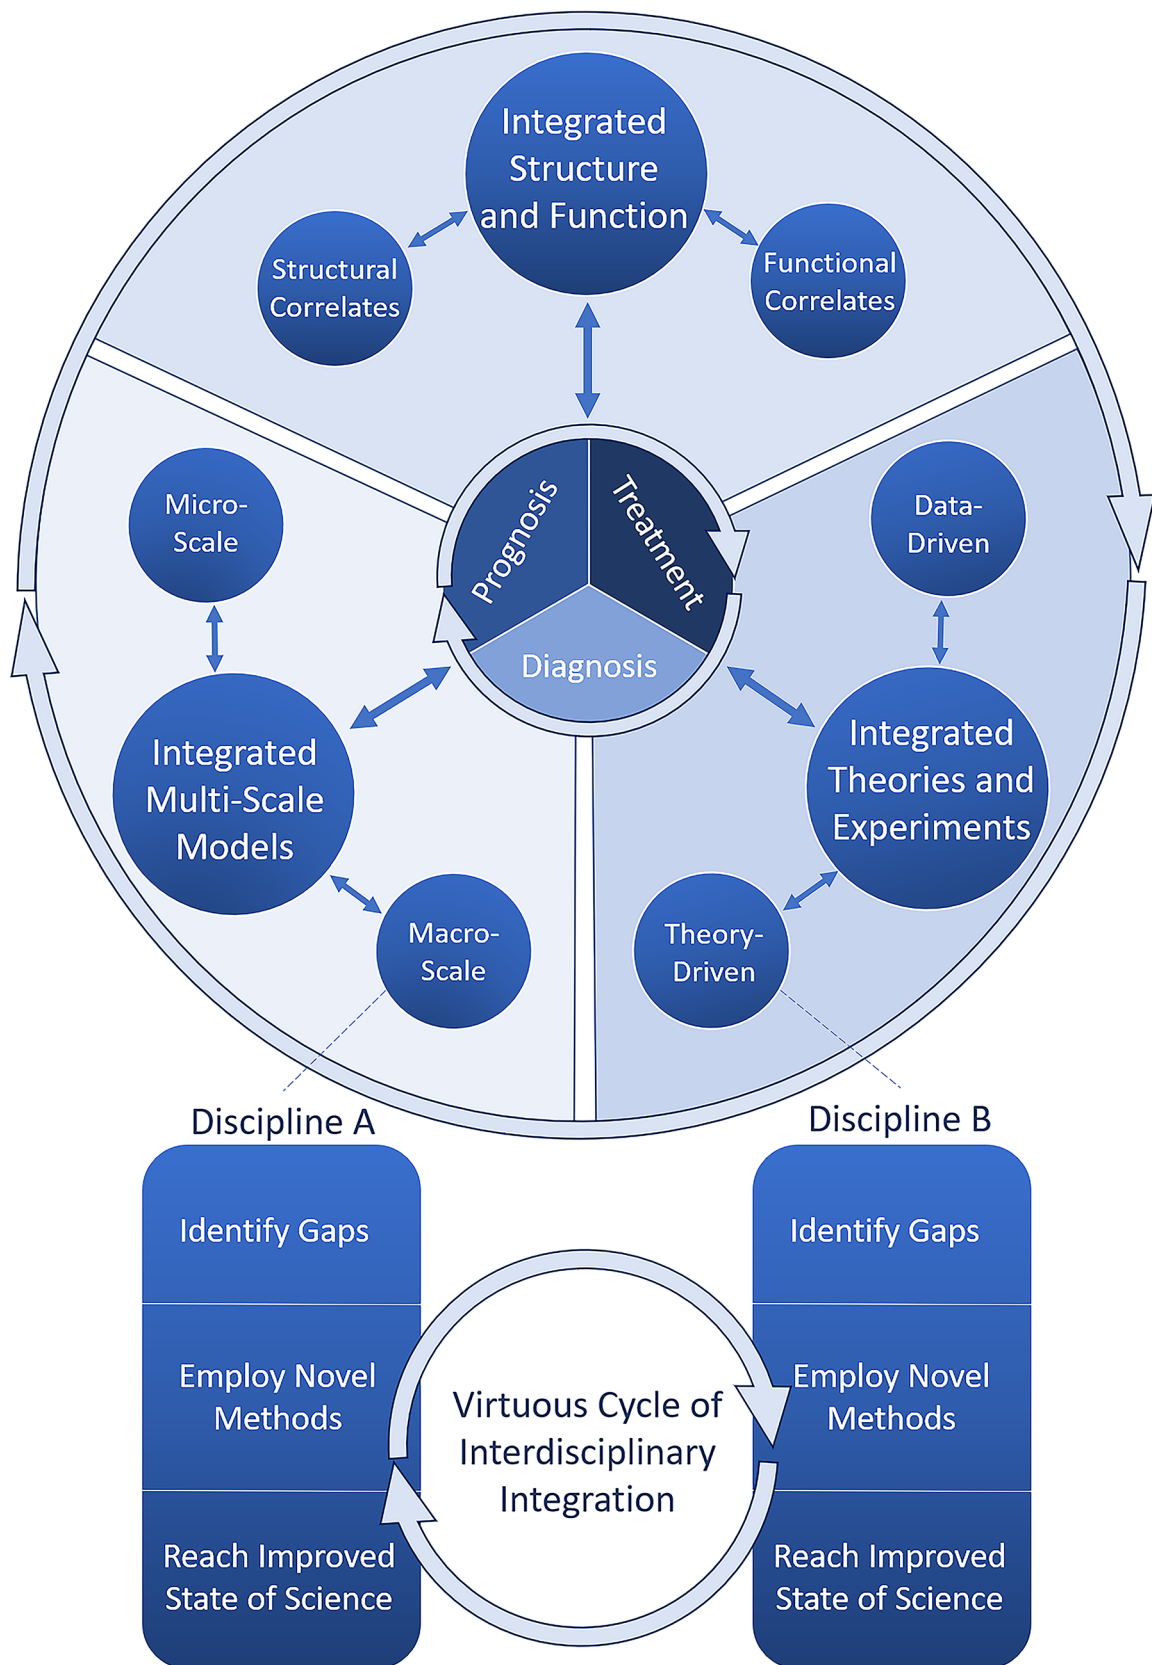 Integrated
Structure
and Function
Structural
Correlates
Functional
Correlates
Micro-
Scale
Prognosis
Treatment
Diagnosis
Data-
Driven
Integrated
Multi-Scale
Models
Integrated
Theories and
Experiments
Macro-
Scale
Theory-
Driven
Discipline A
Discipline B
Identify Gaps
Employ Novel
Methods
Reach Improved
State of Science
Virtuous Cycle of
Interdisciplinary
Integration
Identify Gaps
Employ Novel
Methods
Reach Improved
State of Science